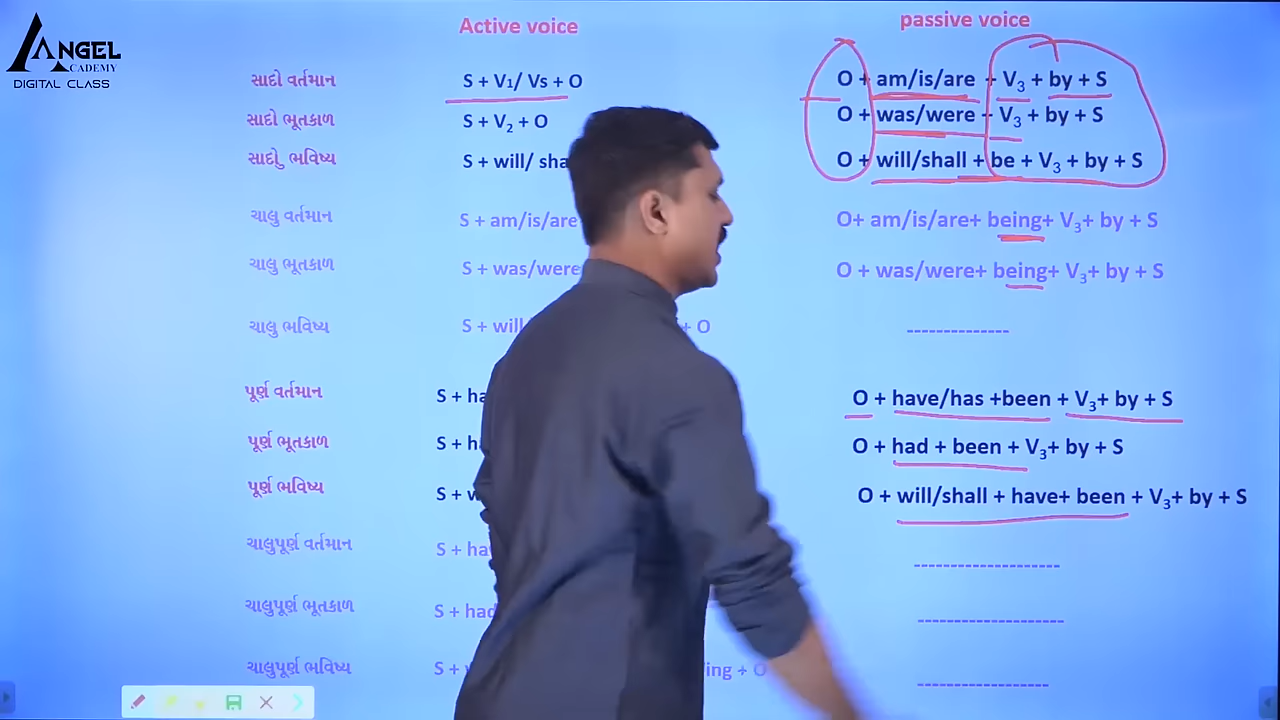 ANGEL
ACADEMY
DIGITAL CLASS
Active voice
passive voice
સાદો વર્તમાન
S + V1/ Vs + O
O + am/is/are + V3 + by + S
સાદો ભૂતકાળ
S + V2 + O
O + was/were + V3 + by + S
સાદો ભવિષ્ય
S + will/
O + will/shall + be + V3 + by + S
ચાલુ વર્તમાન
S + am/is/are
O+ am/is/are+ being+ V3+ by + S
ચાલુ ભૂતકાળ
S + was/were
O + was/were+ being+ V3+ by + S
ચાલુ ભવિષ્ય
S + will
+ O
--------------
પૂર્ણ વર્તમાન
S +
O + have/has +been + V3+ by + S
પૂર્ણ ભૂતકાળ
S +
O + had + been + V3+ by + S
પૂર્ણ ભવિષ્ય
S +
O + will/shall + have+ been + V3+ by + S
ચાલુપૂર્ણ વર્તમાન
S +
--------------------
ચાલુપૂર્ણ ભૂતકાળ
S + had
--------------------
ચાલુપૂર્ણ ભવિષ્ય
S +
ing + O
------------------